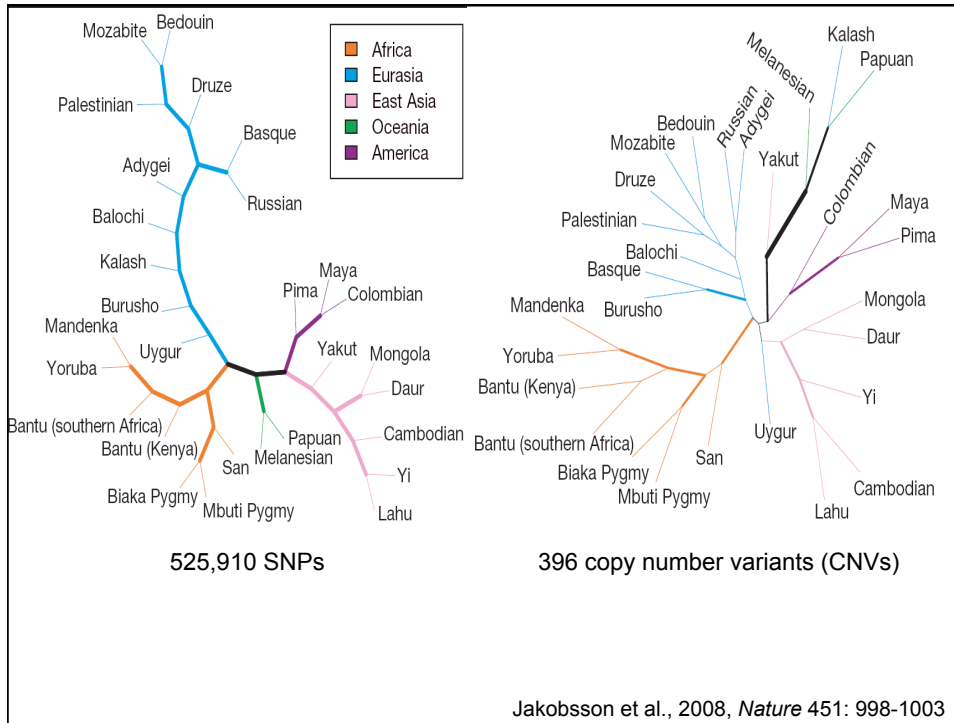 Bedouin
Mozabite
Druze
Palestinian
Basque
Adygei
Russian
Balochi
Kalash
Burusho
Uygur
Mandenka
Yoruba
Bantu (southern Africa)
Bantu (Kenya)
San
Biaka Pygmy
Mbuti Pygmy
Maya
Pima
Colombian
Yakut
Mongola
Daur
Cambodian
Papuan
Melanesian
Yi
Lahu
Africa
Eurasia
East Asia
Oceania
America
525,910 SNPs
Kalash
Papuan
Melanesian
Russian
Adygei
Bedouin
Mozabite
Yakut
Druze
Colombian
Maya
Palestinian
Pima
Balochi
Basque
Burusho
Mongola
Mandenka
Daur
Yoruba
Bantu (Kenya)
Yi
Bantu (southern Africa)
Uygur
San
Biaka Pygmy
Mbuti Pygmy
Cambodian
Lahu
396 copy number variants (CNVs)
Jakobsson et al., 2008, Nature 451: 998-1003